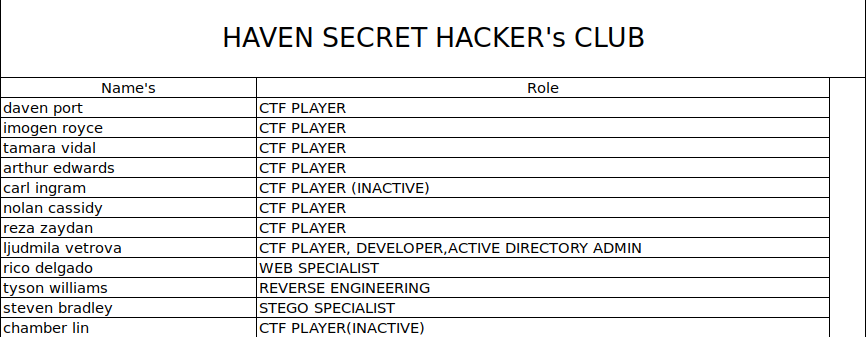 HAVEN SECRET HACKER's CLUB
Name's Role
daven port CTF PLAYER
imogen royce CTF PLAYER
tamara vidal CTF PLAYER
arthur edwards CTF PLAYER
carl ingram CTF PLAYER (INACTIVE)
nolan cassidy CTF PLAYER
reza zaydan CTF PLAYER
ljudmila vetrova CTF PLAYER, DEVELOPER,ACTIVE DIRECTORY ADMIN
rico delgado WEB SPECIALIST
tyson williams REVERSE ENGINEERING
steven bradley STEGO SPECIALIST
chamber lin CTF PLAYER(INACTIVE)